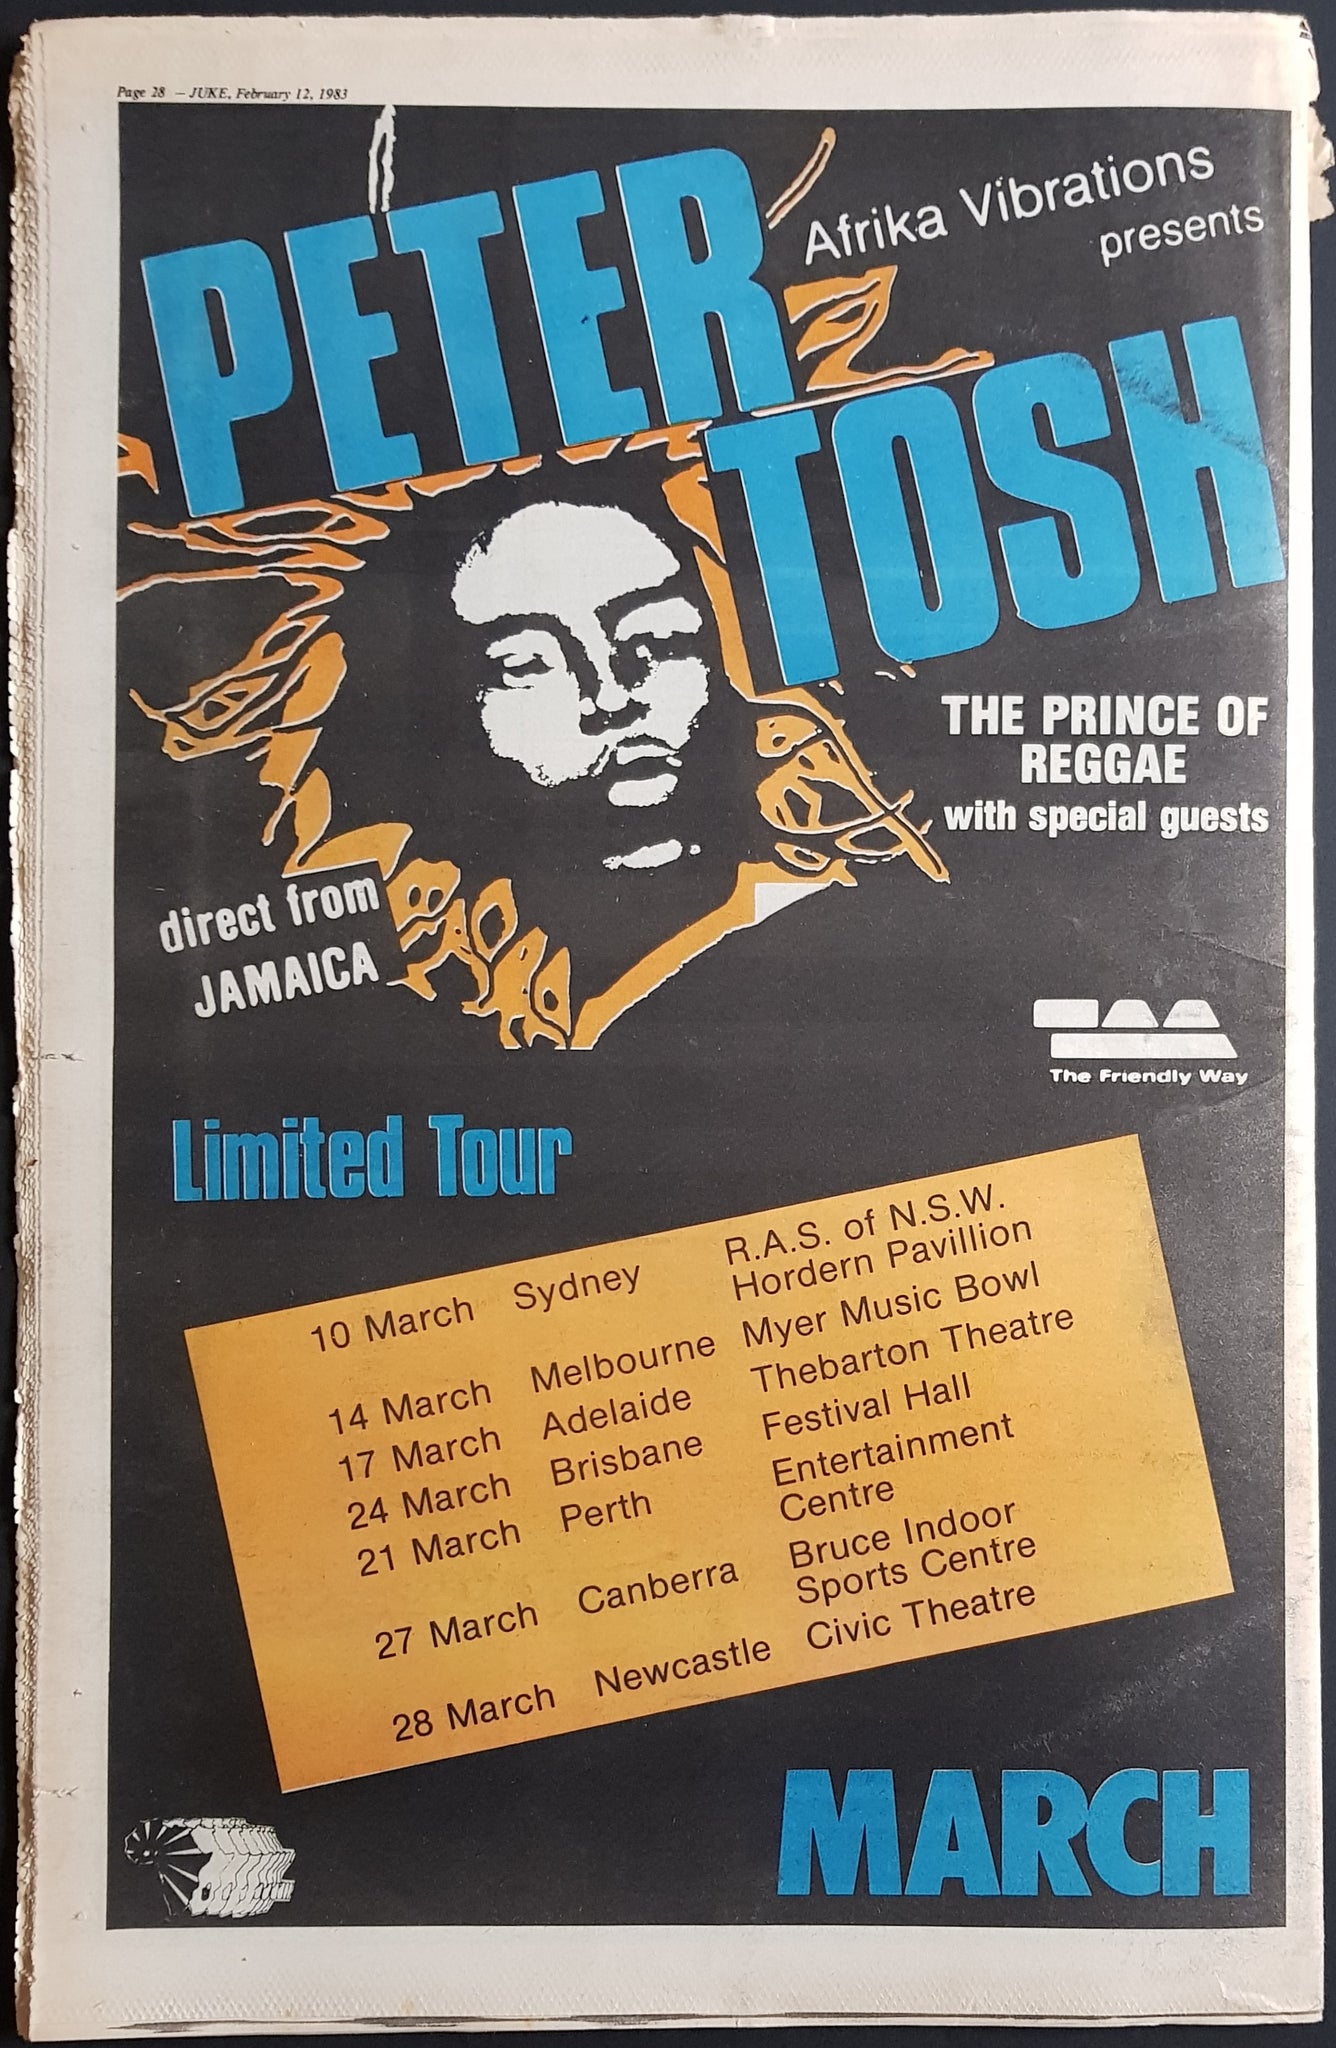 Page 28 — JUKE, February 12, 1983
Afrika Vibrations
presents
PETER
TOSH
THE PRINCE OF
REGGAE
with special guests
direct from
JAMAICA
The Friendly Way
Limited Tour
10 March Sydney R.A.S. of N.S.W.
Hordern Pavillion
14 March Melbourne Myer Music Bowl
17 March Adelaide Thebarton Theatre
24 March Brisbane Festival Hall
21 March Perth Entertainment
Centre
27 March Canberra Bruce Indoor
Sports Centre
28 March Newcastle Civic Theatre
MARCH